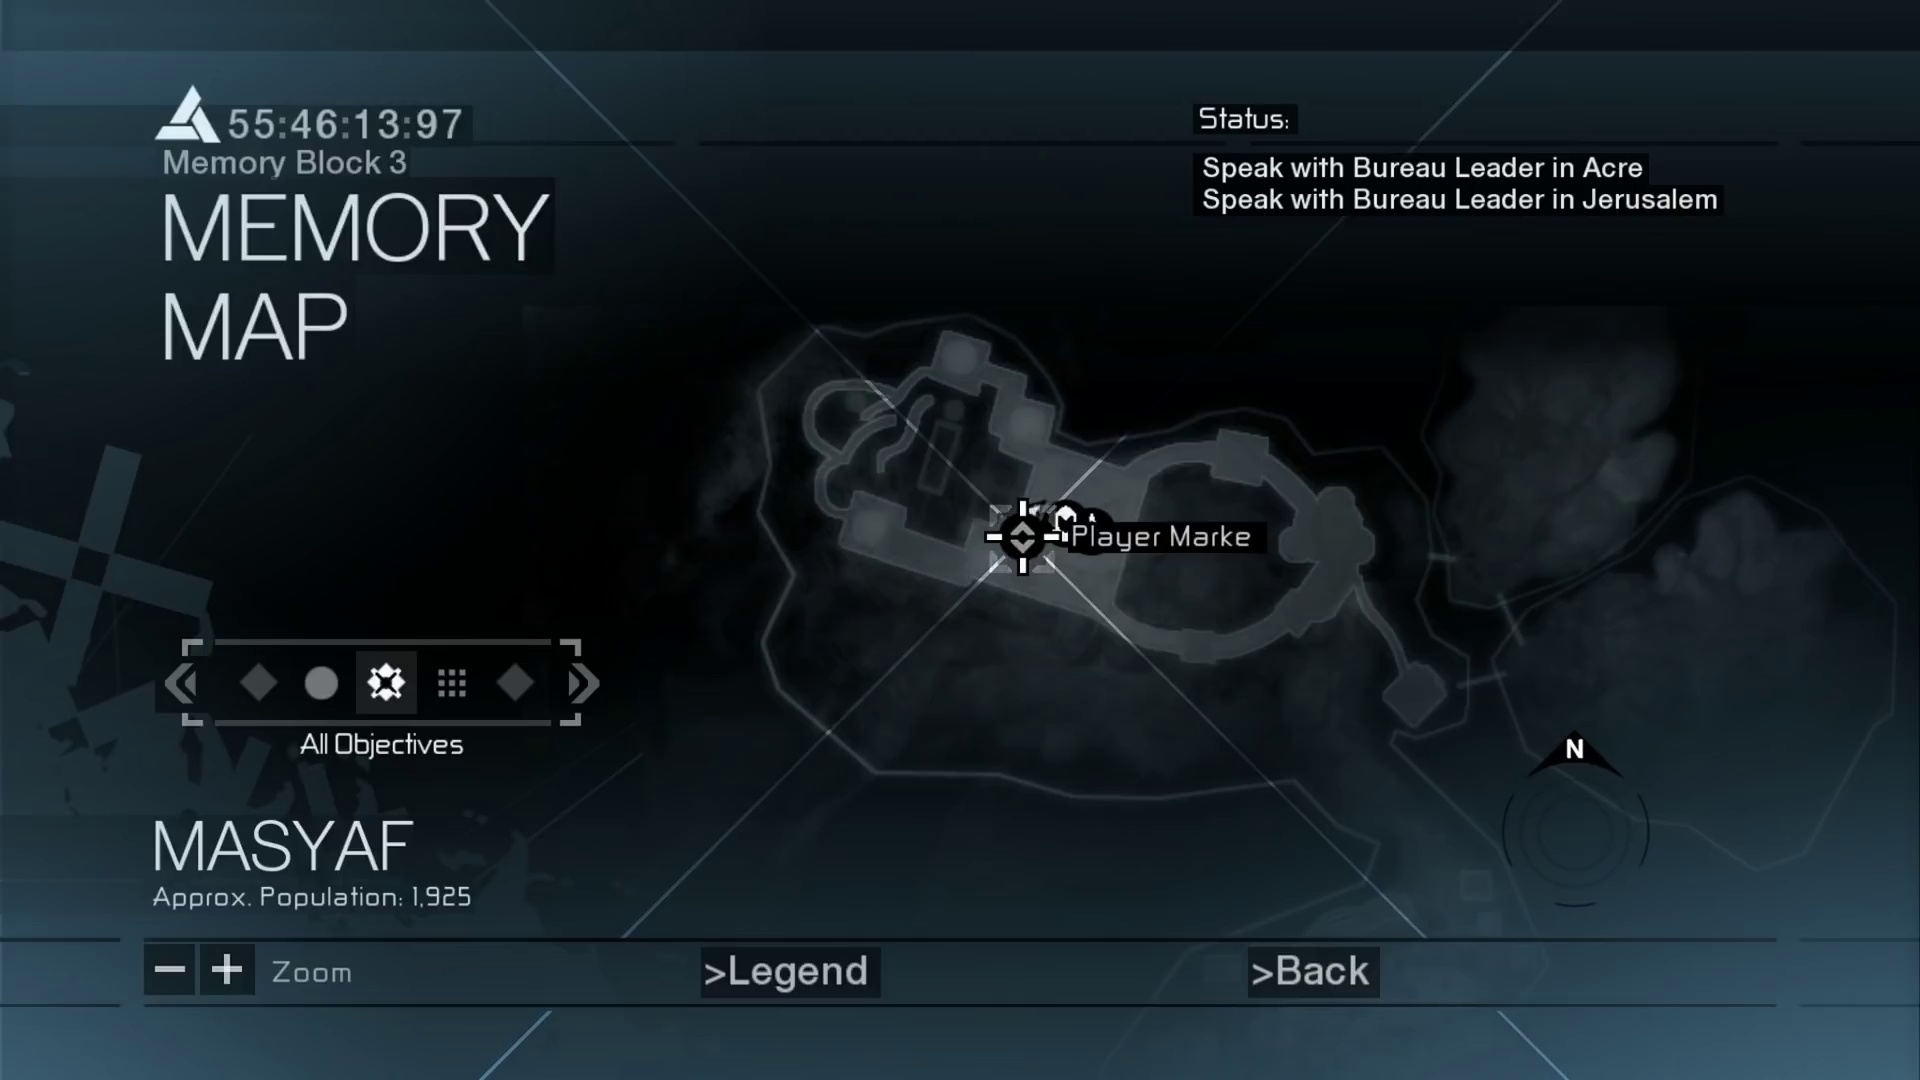 55:46:13:97
Memory Block 3
MEMORY
MAP
Status:
Speak with Bureau Leader in Acre
Speak with Bureau Leader in Jerusalem
Player Marke
All Objectives
N
MASYAF
Approx. Population: 1,925
Zoom
>Legend
>Back